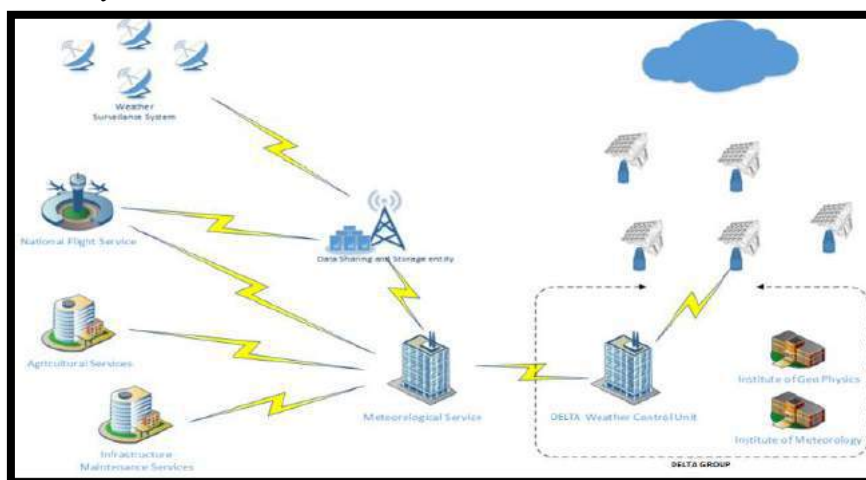 Weather
Surveillance System
National Flight Service
Data Sharing and Storage entity
Agricultural Services
Meteorological Service
DELTA Weather Control Unit
Institute of Geo Physics
Institute of Meteorology
Infrastructure
Maintenance Services
DELTA GROUP